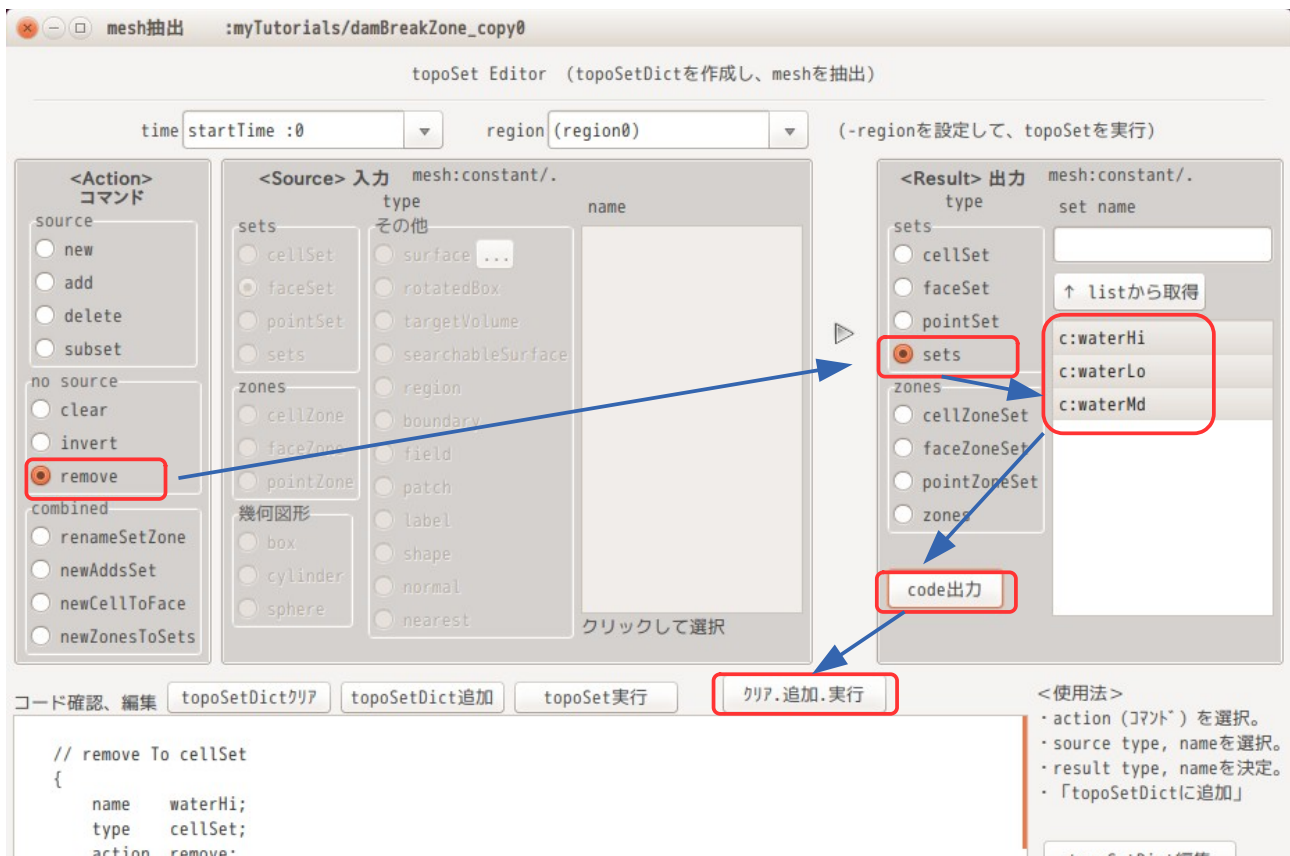 mesh抽出 :myTutorials/damBreakZone_copy0
topoSet Editor （topoSetDictを作成し、meshを抽出）
time startTime :0 region (region0) (-regionを設定して、topoSetを実行)
<Action>
コマンド
source
new
add
delete
subset
no source
clear
invert
remove
combined
renameSetZone
newAddsSet
newCellToFace
newZonesToSets
<Source> 入力 mesh:constant/.
type
name
sets
cellSet
faceSet
pointSet
sets
zones
cellZone
faceZone
pointZone
幾何図形
box
cylinder
sphere
その他
surface ...
rotatedBox
targetVolume
searchableSurface
region
boundary
field
patch
label
shape
normal
nearest
クリックして選択
<Result> 出力 mesh:constant/.
type
sets
cellSet
faceSet
pointSet
sets
zones
cellZoneSet
faceZoneSet
pointZoneSet
zones
code出力
set name
↑ listから取得
c:waterHi
c:waterLo
c:waterMd
コード確認、編集 topoSetDictｸﾘｱ topoSetDict追加 topoSet実行 ｸﾘｱ.追加.実行
// remove To cellSet
{
name waterHi;
type cellSet;
action remove;
<使用法>
・action (ｺﾏﾝﾄﾞ) を選択。
・source type, nameを選択。
・result type, nameを決定。
・「topoSetDictに追加」